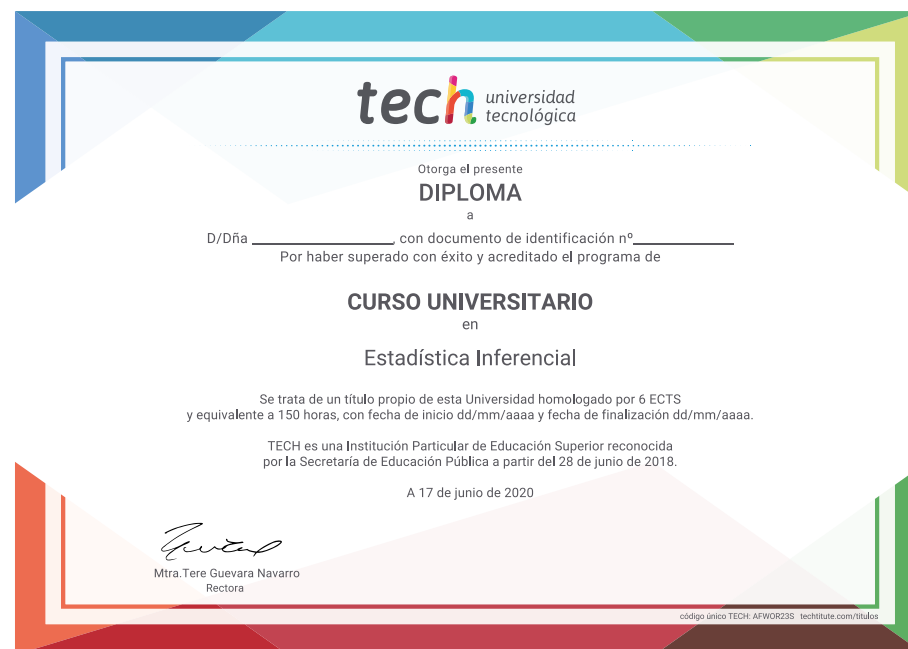 tech universidad
tecnológica
Otorga el presente
DIPLOMA
a
D/Dña ____________________, con documento de identificación nº______________
Por haber superado con éxito y acreditado el programa de
CURSO UNIVERSITARIO
en
Estadística Inferencial
Se trata de un título propio de esta Universidad homologado por 6 ECTS
y equivalente a 150 horas, con fecha de inicio dd/mm/aaaa y fecha de finalización dd/mm/aaaa.
TECH es una Institución Particular de Educación Superior reconocida
por la Secretaría de Educación Pública a partir del 28 de junio de 2018.
A 17 de junio de 2020
Mtra.Tere Guevara Navarro
Rectora
código único TECH: AFWOR23S techtitute.com/titulos